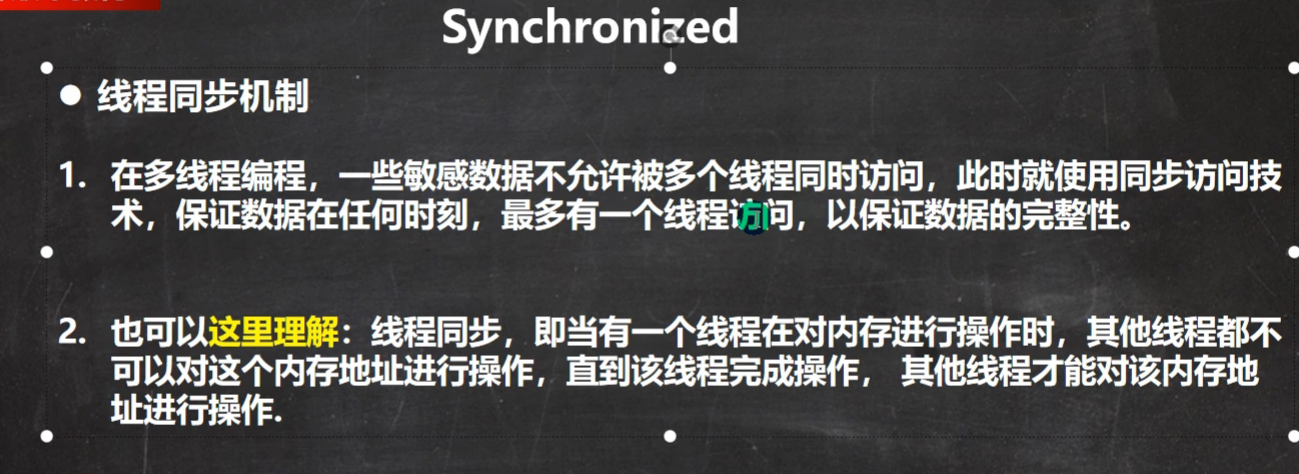 Synchronized
● 线程同步机制
1. 在多线程编程，一些敏感数据不允许被多个线程同时访问，此时就使用同步访问技
术，保证数据在任何时刻，最多有一个线程访问，以保证数据的完整性。
2. 也可以这里理解：线程同步，即当有一个线程在对内存进行操作时，其他线程都不
可以对这个内存地址进行操作，直到该线程完成操作， 其他线程才能对该内存地
址进行操作.